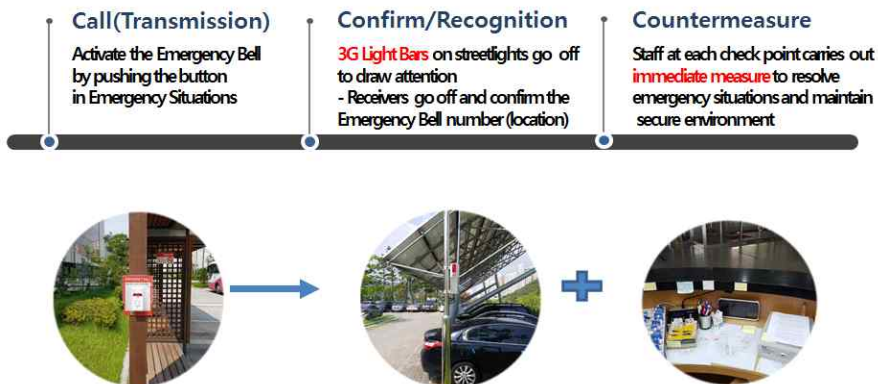 Call(Transmission)
Activate the Emergency Bell
by pushing the button
in Emergency Situations
Confirm/Recognition
3G Light Bars on streetlights go off
to draw attention
- Receivers go off and confirm the
Emergency Bell number (location)
Countermeasure
Staff at each check point carries out
immediate measure to resolve
emergency situations and maintain
secure environment